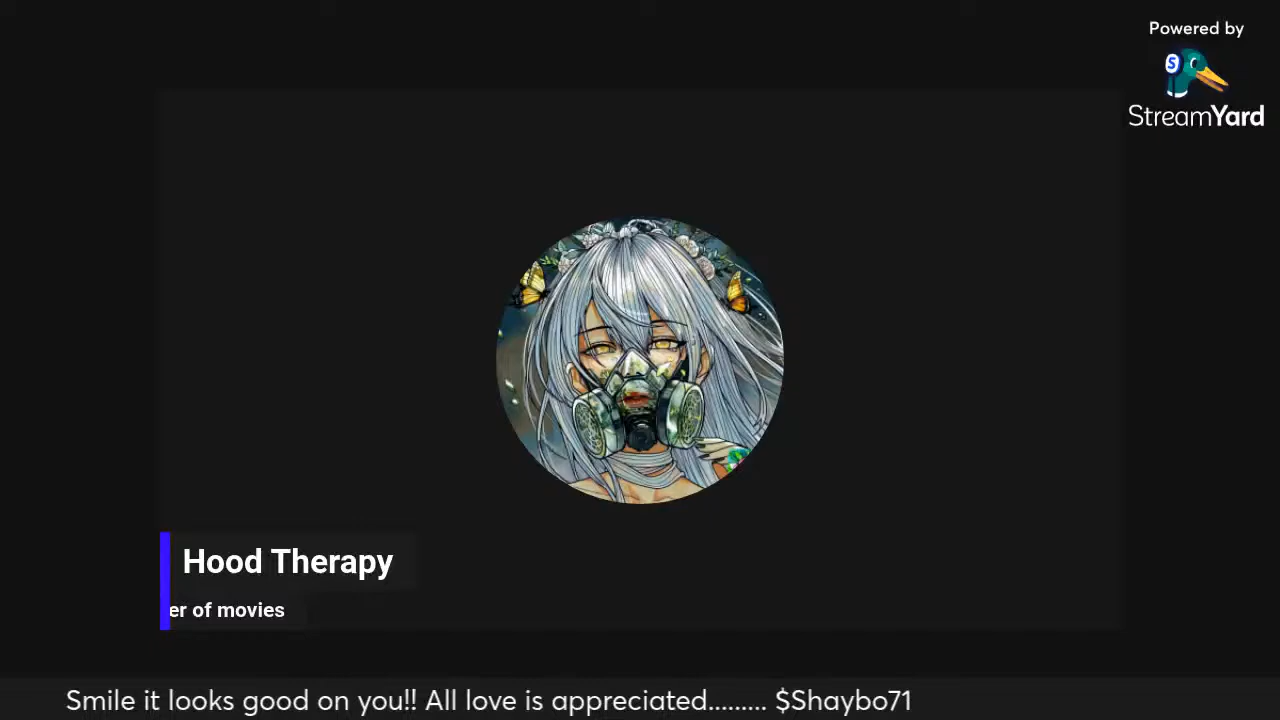 Powered by
S
StreamYard
Hood Therapy
er of movies
Smile it looks good on you!! All love is appreciated......... $Shaybo71